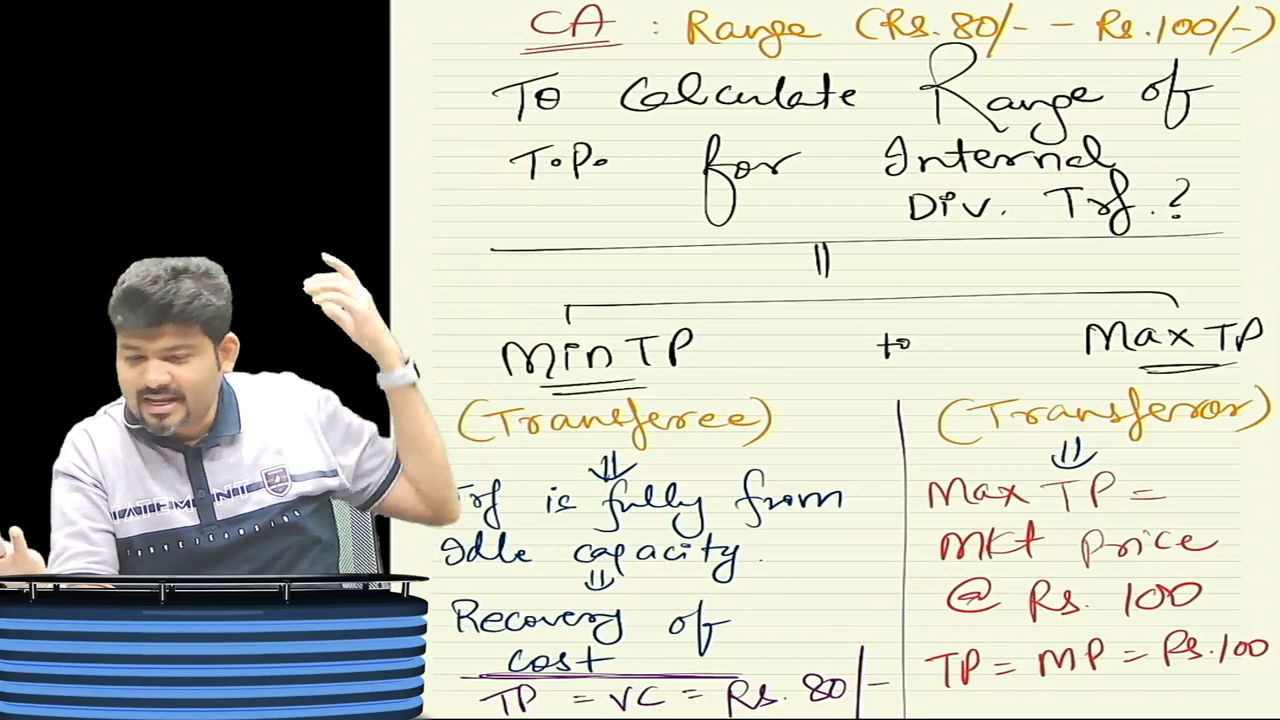 CA : Range (Rs. 80/- - Rs. 100/-)
To Calculate Range of
T.P. for Internal
Div. Trf. ?
Min TP to Max TP
(Transferee)
Trf is fully from
Idle capacity.
Recovery of
cost
TP = VC = Rs. 80/-
(Transferor)
Max TP =
Mkt Price
@ Rs. 100
TP = MP = Rs. 100